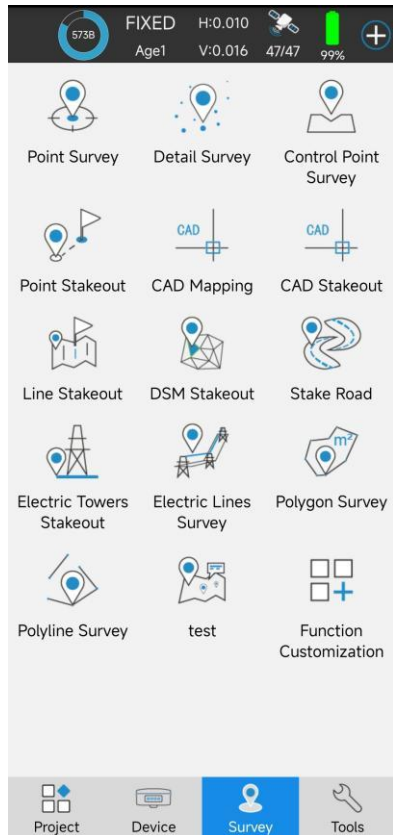 573B FIXED H:0.010
Age1 V:0.016 47/47 99%
Point Survey Detail Survey Control Point
Survey
CAD CAD
Point Stakeout CAD Mapping CAD Stakeout
Line Stakeout DSM Stakeout Stake Road
m²
Electric Towers Electric Lines Polygon Survey
Stakeout Survey
Polyline Survey test Function
Customization
Project Device Survey Tools